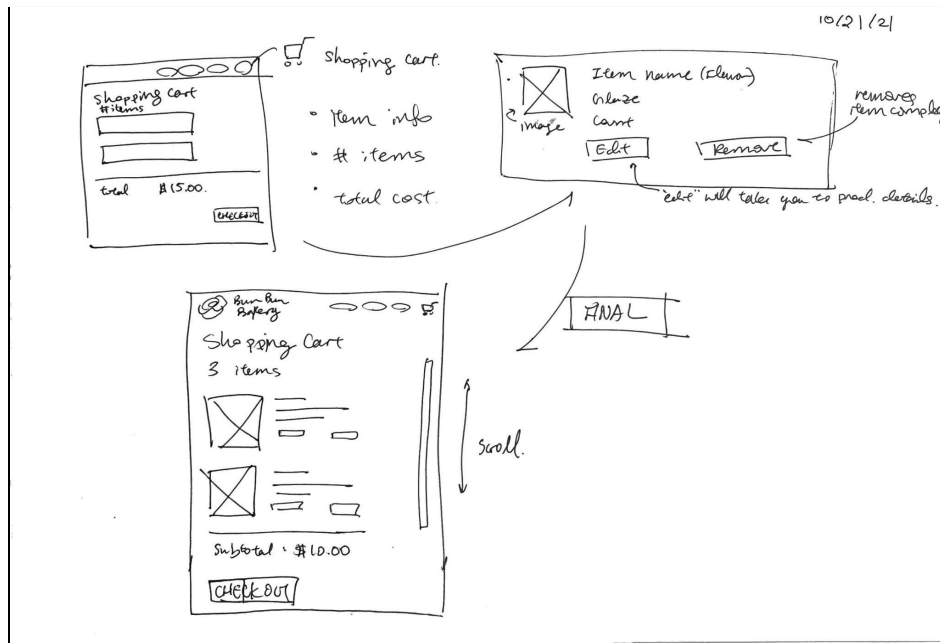 10/21/21
Shopping Cart
# items
total $15.00.
CHECKOUT
Shopping Cart.
• Item info
• # items
• total cost.
Item name (flavor)
Glaze
Count
image
Edit
Remove
removes
item
"edit" will take you to prod. details.
FINAL
Bun Bun
Bakery
Shopping Cart
3 items
scroll.
Subtotal : $10.00
CHECKOUT